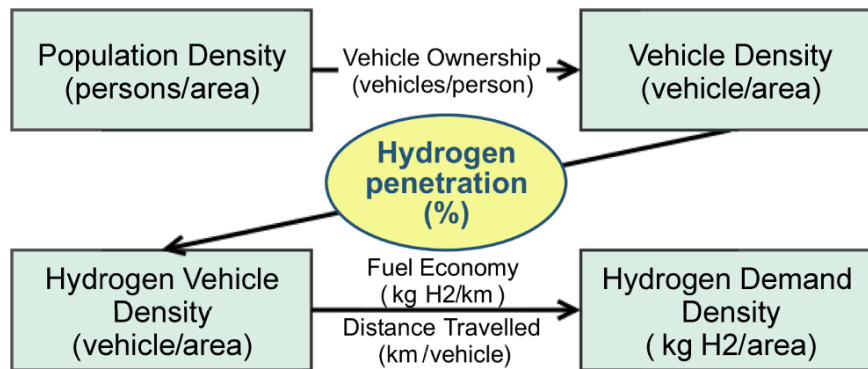 Population Density
(persons/area)
Vehicle Ownership
(vehicles/person)
Vehicle Density
(vehicle/area)
Hydrogen
penetration
(%)
Hydrogen Vehicle
Density
(vehicle/area)
Fuel Economy
( kg H2/km)
Distance Travelled
(km/vehicle)
Hydrogen Demand
Density
( kg H2/area)